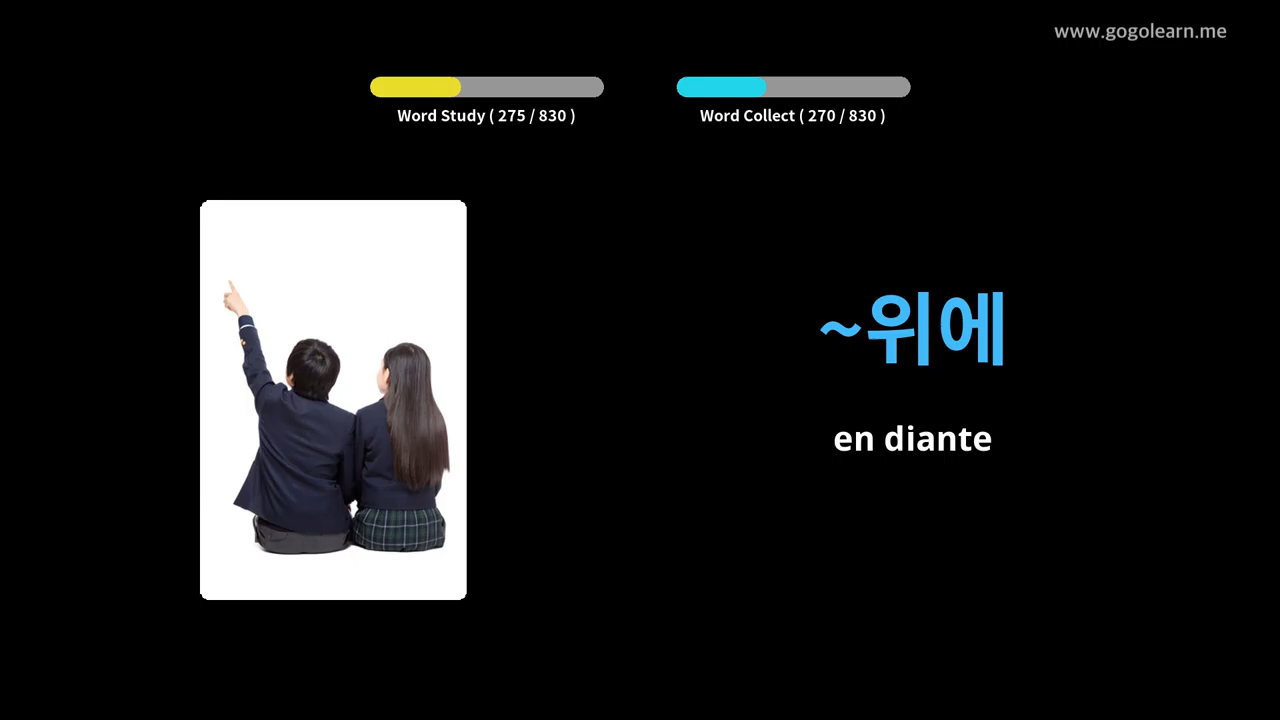 www.gogolearn.me
Word Study ( 275 / 830 )
Word Collect ( 270 / 830 )
~위에
en diante